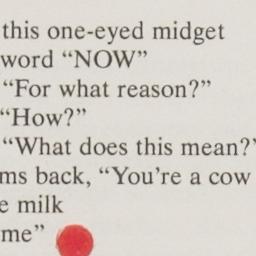 this one-eyed midget
word “NOW”
“For what reason?”
“How?”
“What does this mean?”
ms back, “You're a cow
e milk
me”